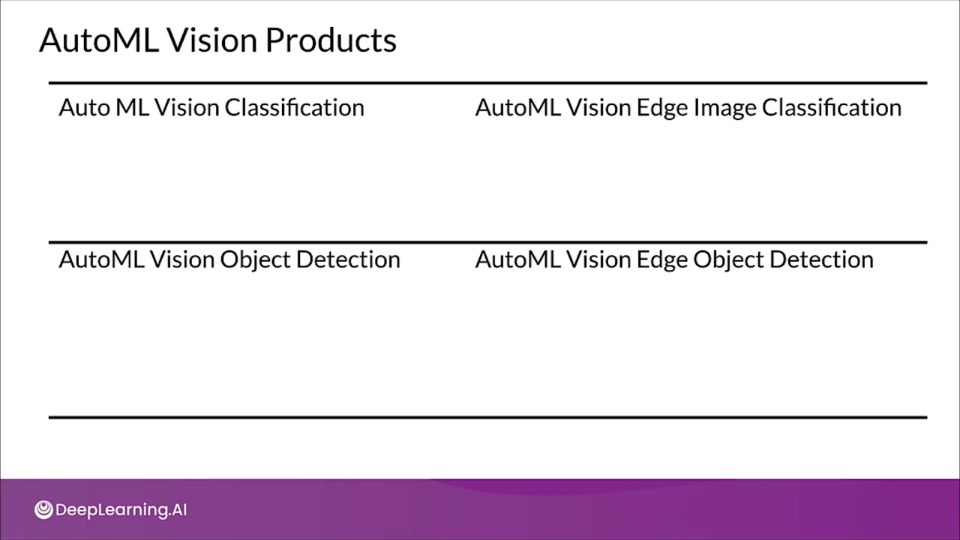 AutoML Vision Products
Auto ML Vision Classification
AutoML Vision Edge Image Classification
AutoML Vision Object Detection
AutoML Vision Edge Object Detection
DeepLearning.AI